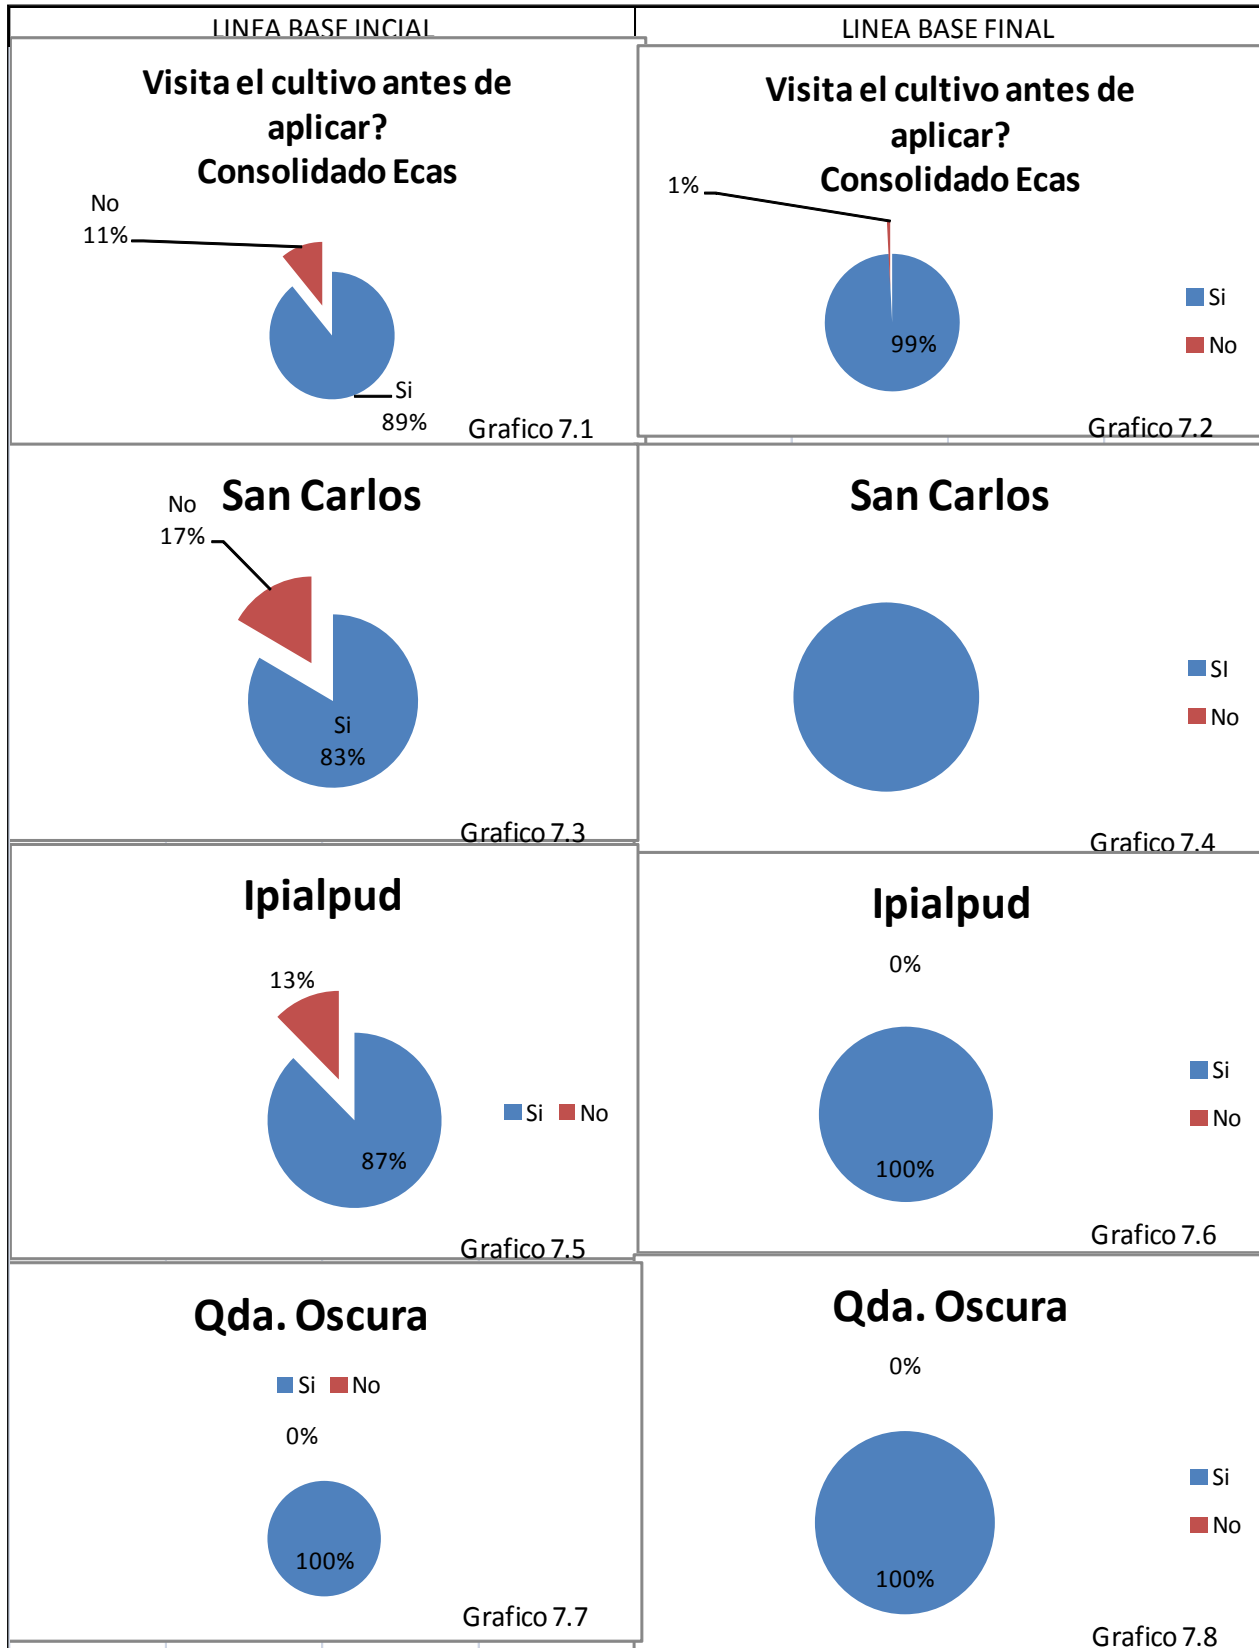 LINEA BASE INCIAL
LINEA BASE FINAL
Visita el cultivo antes de
aplicar?
Consolidado Ecas
No
11%
Si
89%
Grafico 7.1
Visita el cultivo antes de
aplicar?
Consolidado Ecas
1%
99%
Si
No
Grafico 7.2
San Carlos
No
17%
Si
83%
Grafico 7.3
San Carlos
SI
No
Grafico 7.4
Ipialpud
13%
87%
Si No
Grafico 7.5
Ipialpud
0%
100%
Si
No
Grafico 7.6
Qda. Oscura
Si No
0%
100%
Grafico 7.7
Qda. Oscura
0%
100%
Si
No
Grafico 7.8